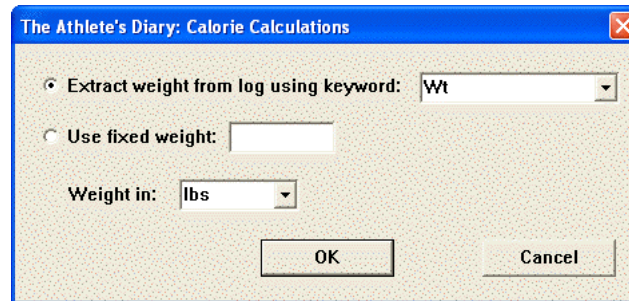 The Athlete's Diary: Calorie Calculations
Extract weight from log using keyword: Wt
Use fixed weight:
Weight in: lbs
OK Cancel